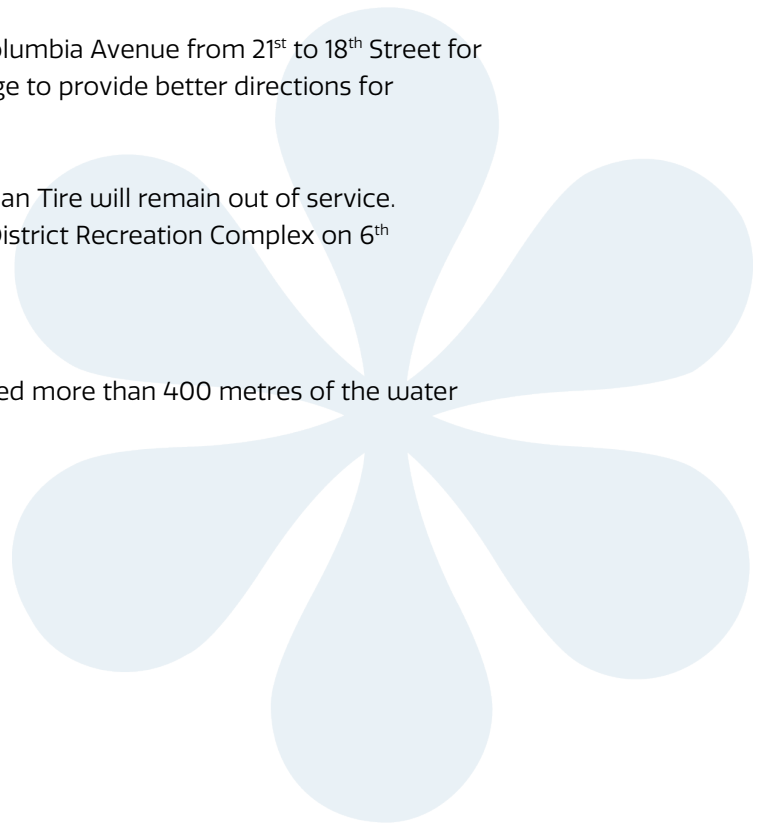 olumbia Avenue from 21st to 18th Street for
ge to provide better directions for
an Tire will remain out of service.
District Recreation Complex on 6th
ed more than 400 metres of the water